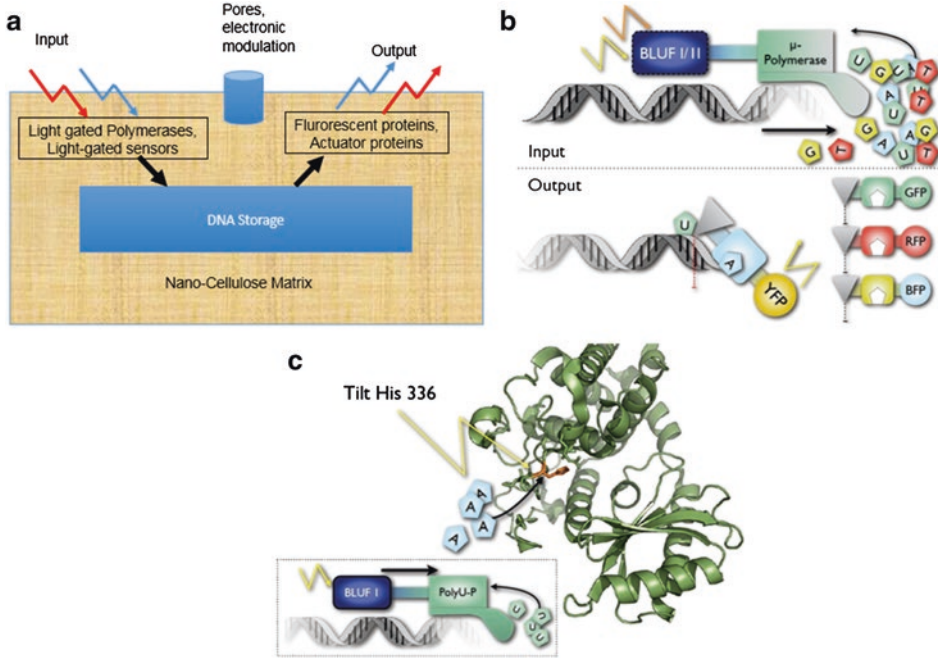 a
Input
Pores,
electronic
modulation
Output
Light gated Polymerases,
Light-gated sensors
Flurorescent proteins,
Actuator proteins
DNA Storage
Nano-Cellulose Matrix
b
BLUF I/II
μ-
Polymerase
U
G
U
A
T
A
U
T
U
G
A
G
G
A
U
T
G
T
Input
Output
U
A
YFP
GFP
RFP
BFP
c
Tilt His 336
A
A
A
A
BLUF I
PolyU-P
U
U
U
U